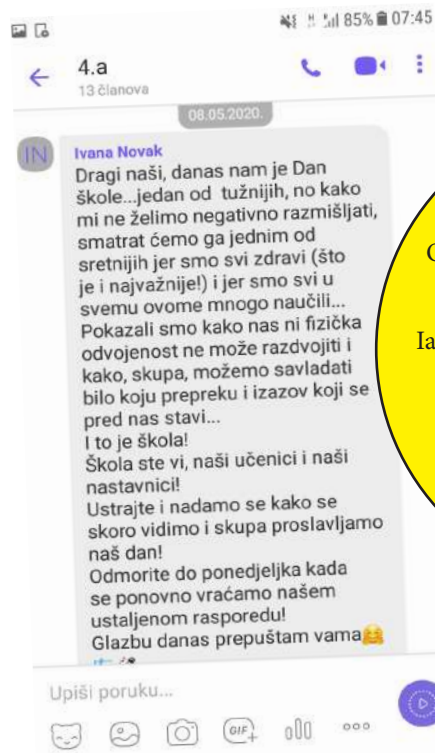 85% 07:45
4.a
13 članova
08.05.2020.
IN
Ivana Novak
Dragi naši, danas nam je Dan
škole...jedan od tužnijih, no kako
mi ne želimo negativno razmišljati,
smatrat ćemo ga jednim od
sretnijih jer smo svi zdravi (što
je i najvažnije!) i jer smo svi u
svemu ovome mnogo naučili...
Pokazali smo kako nas ni fizička
odvojenost ne može razdvojiti i
kako, skupa, možemo savladati
bilo koju prepreku i izazov koji se
pred nas stavi...
I to je škola!
Škola ste vi, naši učenici i naši
nastavnici!
Ustrajte i nadamo se kako se
skoro vidimo i skupa proslavljamo
naš dan!
Odmorite do ponedjeljka kada
se ponovno vraćamo našem
ustaljenom rasporedu!
Glazbu danas prepuštam vama🤗
Upiši poruku...
GIF